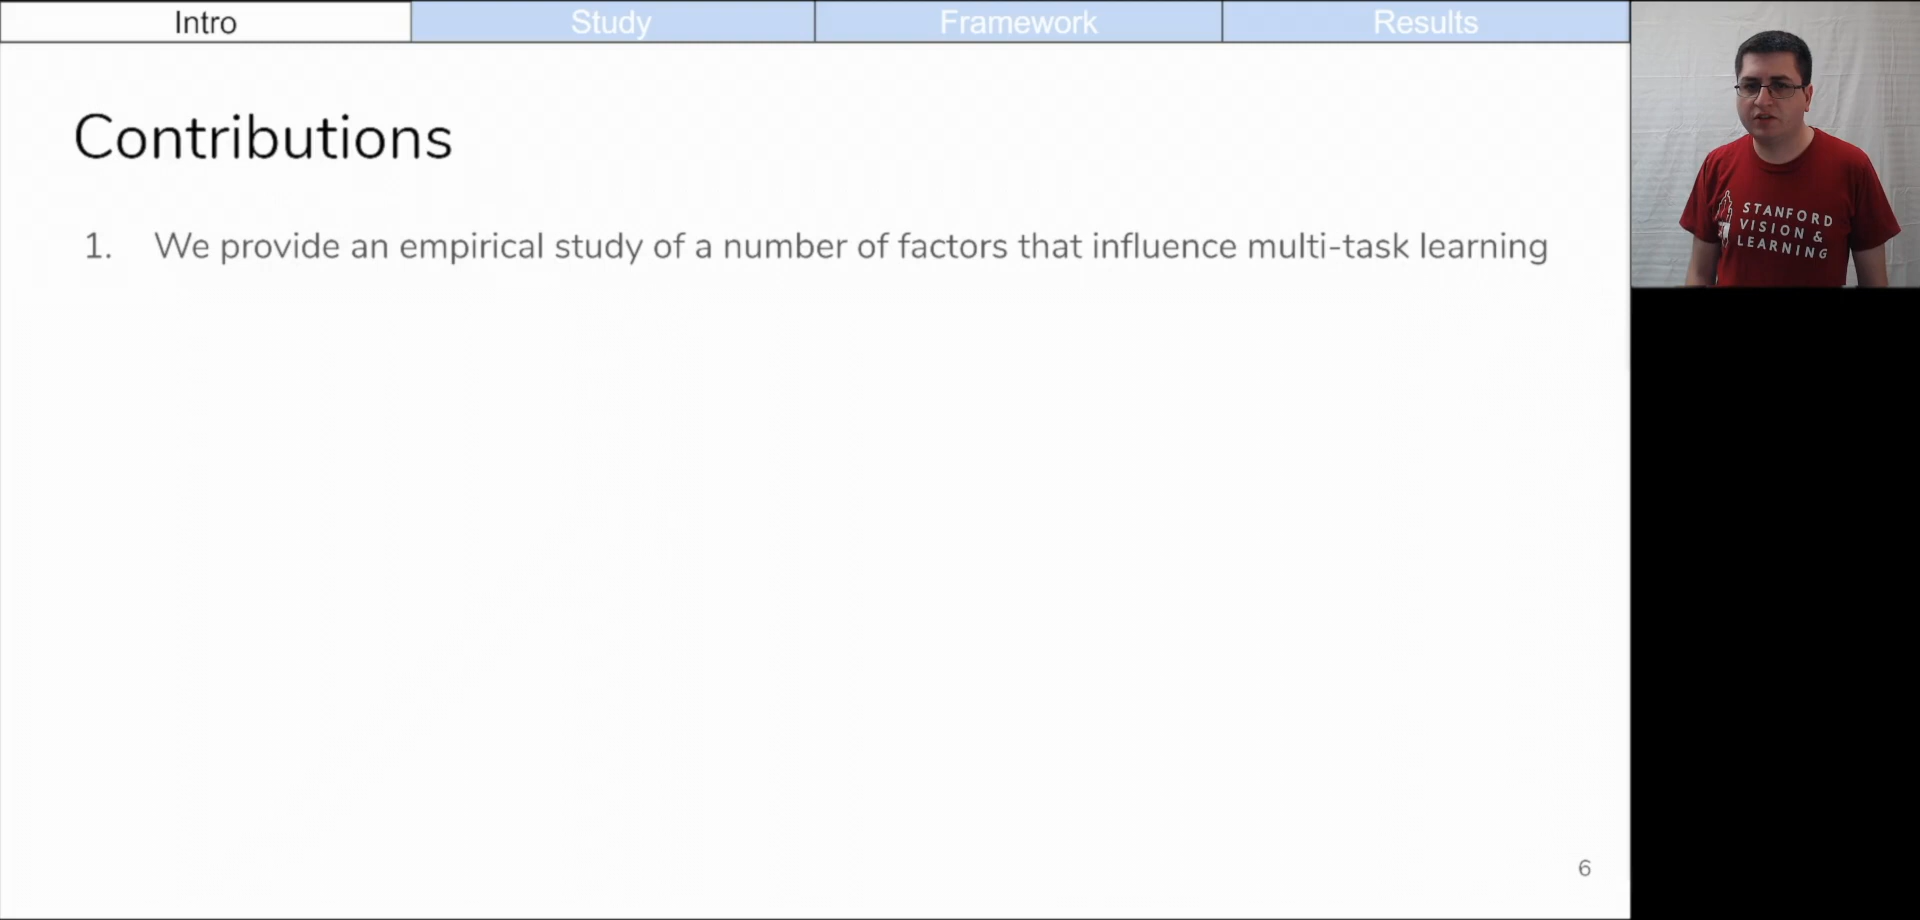 Intro
Study
Framework
Results
Contributions
1. We provide an empirical study of a number of factors that influence multi-task learning
STANFORD
VISION &
LEARNING
6